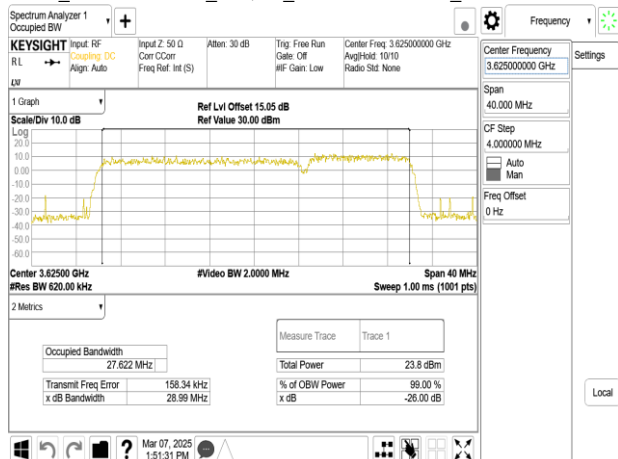 Spectrum Analyzer 1
Occupied BW
+
Frequency
KEYSIGHT
Input: RF
Input Z: 50 Ω
Atten: 30 dB
Trig: Free Run
Center Freq: 3.625000000 GHz
RL
Coupling: DC
Corr CCorr
Gate: Off
Avg|Hold: 10/10
Align: Auto
Freq Ref: Int (S)
#IF Gain: Low
Radio Std: None
Center Frequency
3.625000000 GHz
Settings
Span
40.000 MHz
CF Step
4.000000 MHz
Auto
Man
Freq Offset
0 Hz
1 Graph
Ref Lvl Offset 15.05 dB
Scale/Div 10.0 dB
Ref Value 30.00 dBm
Log
20.0
10.0
0.00
-10.0
-20.0
-30.0
-40.0
-50.0
-60.0
Center 3.62500 GHz
#Video BW 2.0000 MHz
Span 40 MHz
#Res BW 620.00 kHz
Sweep 1.00 ms (1001 pts)
2 Metrics
Measure Trace
Trace 1
Occupied Bandwidth
27.622 MHz
Total Power
23.8 dBm
Transmit Freq Error
158.34 kHz
% of OBW Power
99.00 %
x dB Bandwidth
28.99 MHz
x dB
-26.00 dB
Local
?
Mar 07, 2025
1:51:31 PM